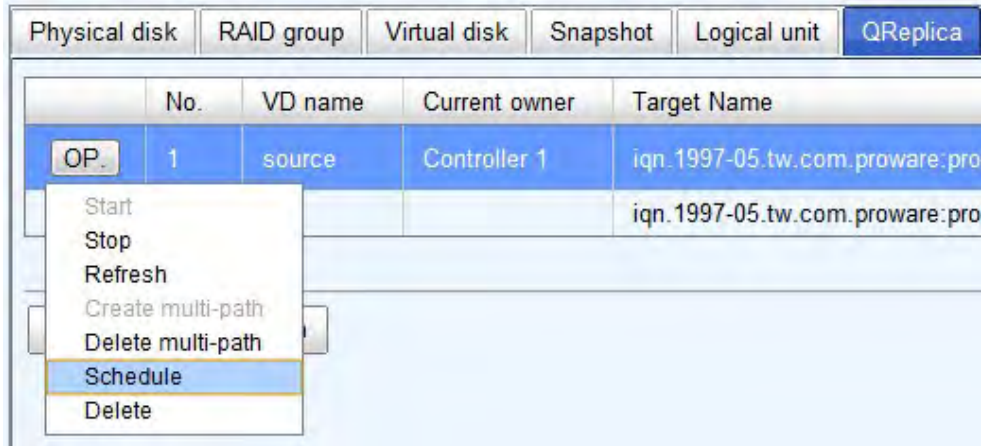 Physical disk RAID group Virtual disk Snapshot Logical unit QReplica
No. VD name Current owner Target Name
OP. 1 source Controller 1 iqn.1997-05.tw.com.proware:pro
iqn.1997-05.tw.com.proware:pro
Start
Stop
Refresh
Create multi-path
Delete multi-path
Schedule
Delete